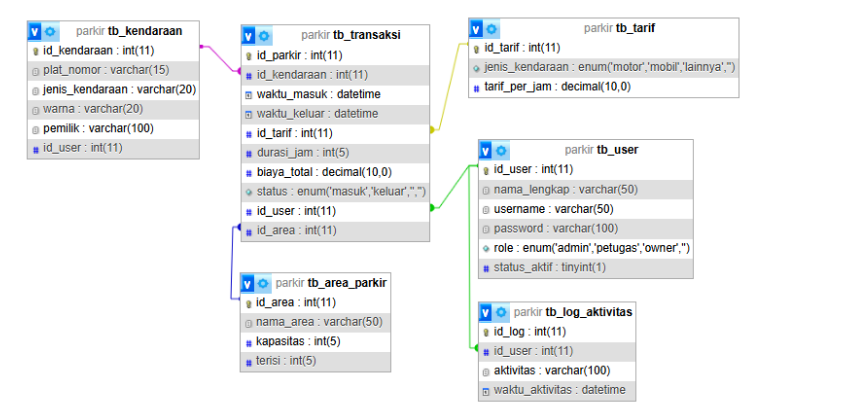 parkir tb_kendaraan
id_kendaraan : int(11)
plat_nomor : varchar(15)
jenis_kendaraan : varchar(20)
warna : varchar(20)
pemilik : varchar(100)
id_user : int(11)
parkir tb_transaksi
id_parkir : int(11)
id_kendaraan : int(11)
waktu_masuk : datetime
waktu_keluar : datetime
id_tarif : int(11)
durasi_jam : int(5)
biaya_total : decimal(10,0)
status : enum('masuk','keluar','','')
id_user : int(11)
id_area : int(11)
parkir tb_tarif
id_tarif : int(11)
jenis_kendaraan : enum('motor','mobil','lainnya','')
tarif_per_jam : decimal(10,0)
parkir tb_user
id_user : int(11)
nama_lengkap : varchar(50)
username : varchar(50)
password : varchar(100)
role : enum('admin','petugas','owner','')
status_aktif : tinyint(1)
parkir tb_area_parkir
id_area : int(11)
nama_area : varchar(50)
kapasitas : int(5)
terisi : int(5)
parkir tb_log_aktivitas
id_log : int(11)
id_user : int(11)
aktivitas : varchar(100)
waktu_aktivitas : datetime